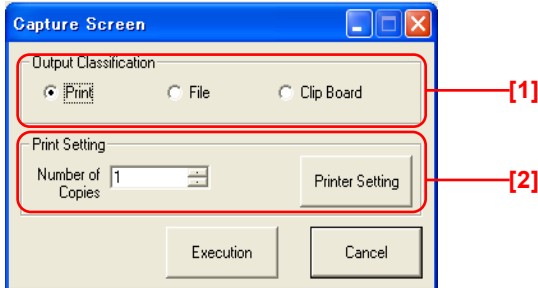 Capture Screen
Output Classification
Print File Clip Board
[1]
Print Setting
Number of Copies 1 Printer Setting
[2]
Execution Cancel